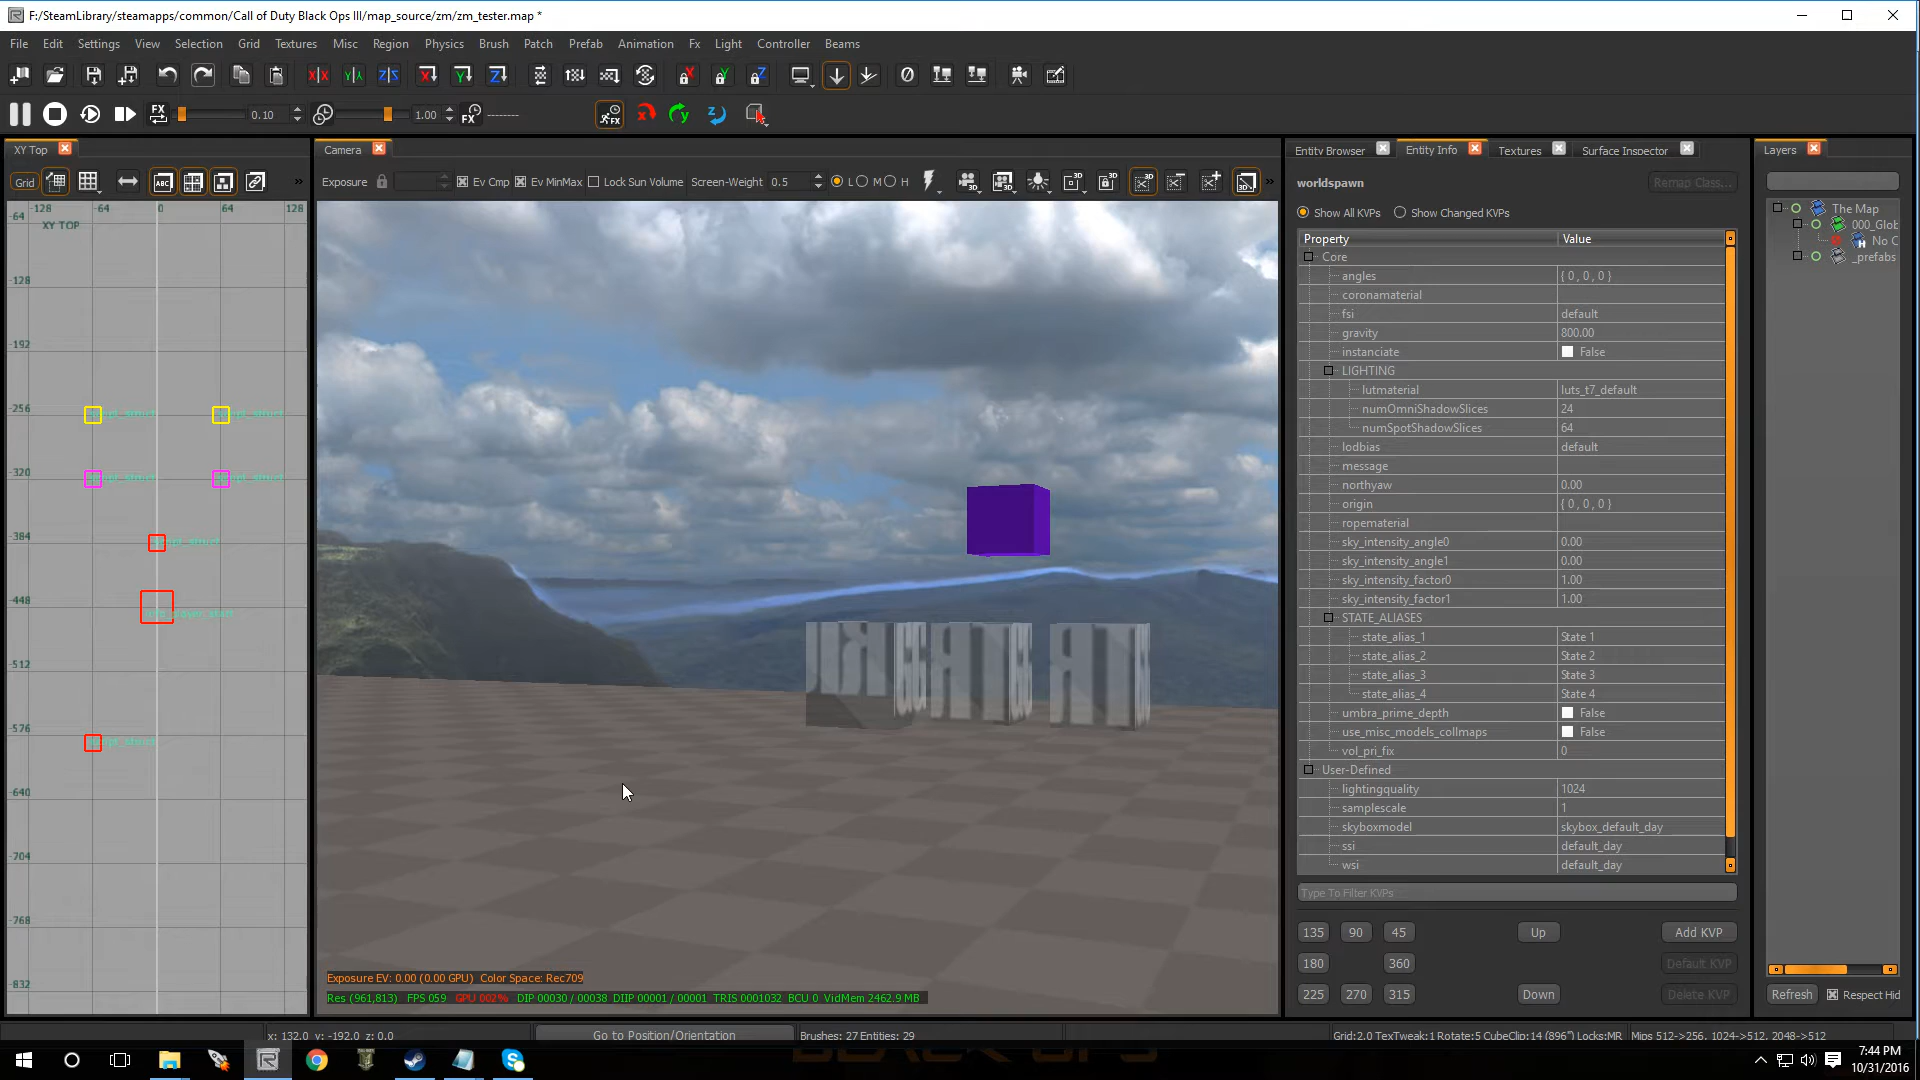 F:/SteamLibrary/steamapps/common/Call of Duty Black Ops III/map_source/zm/zm_tester.map *
File Edit Settings View Selection Grid Textures Misc Region Physics Brush Patch Prefab Animation Fx Light Controller Beams
FX 0.10 1.00 FX -------- FX x y z
XY Top
Camera
Entity Browser Entity Info Textures Surface Inspector
Layers
Grid ABC
Exposure Ev Cmp Ev MinMax Lock Sun Volume Screen-Weight 0.5 L M H
-128 -64 0 64 128
-64
XY TOP
-128
-192
-256
-320
-384
-448
-512
-576
-640
-704
-768
-832
worldspawn
Remap Class...
Show All KVPs Show Changed KVPs
Property Value
Core
angles { 0 , 0 , 0 }
coronamaterial
fsi default
gravity 800.00
instanciate False
LIGHTING
lutmaterial luts_t7_default
numOmniShadowSlices 24
numSpotShadowSlices 64
lodbias default
message
northyaw 0.00
origin { 0 , 0 , 0 }
ropematerial
sky_intensity_angle0 0.00
sky_intensity_angle1 0.00
sky_intensity_factor0 1.00
sky_intensity_factor1 1.00
STATE_ALIASES
state_alias_1 State 1
state_alias_2 State 2
state_alias_3 State 3
state_alias_4 State 4
umbra_prime_depth False
use_misc_models_collmaps False
vol_pri_fix 0
User-Defined
lightingquality 1024
samplescale 1
skyboxmodel skybox_default_day
ssi default_day
wsi default_day
Type To Filter KVPs
135 90 45 Up Add KVP
180 360 Default KVP
225 270 315 Down Delete KVP
The Map
000_Glob
No C
_prefabs
Refresh Respect Hid
Exposure EV: 0.00 (0.00 GPU) Color Space: Rec709
Res (961,813) FPS 059 GPU 002% DIP 00030 / 00038 DIIP 00001 / 00001 TRIS 0001032 BCU 0 VidMem 2462.9 MB
x: 132.0 y: -192.0 z: 0.0
Go to Position/Orientation
Brushes: 27 Entities: 29
Grid:2.0 TexTweak:1 Rotate:5 CubeClip:14 (896") Locks:MR
Mips 512->256, 1024->512, 2048->512
7:44 PM
10/31/2016